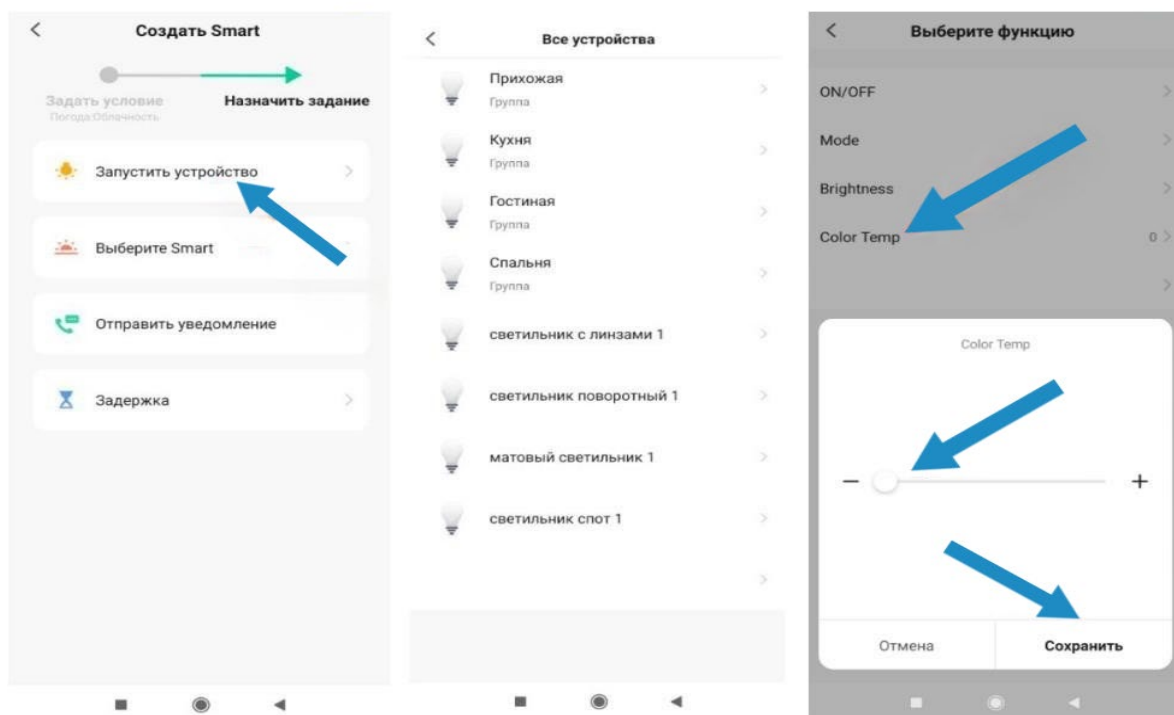 Создать Smart
Задать условие
Погода:Облачность
Назначить задание
Запустить устройство
Выберите Smart
Отправить уведомление
Задержка
Все устройства
Прихожая
Группа
Кухня
Группа
Гостиная
Группа
Спальня
Группа
светильник с линзами 1
светильник поворотный 1
матовый светильник 1
светильник спот 1
Выберите функцию
ON/OFF
Mode
Brightness
Color Temp 0
Color Temp
Отмена Сохранить